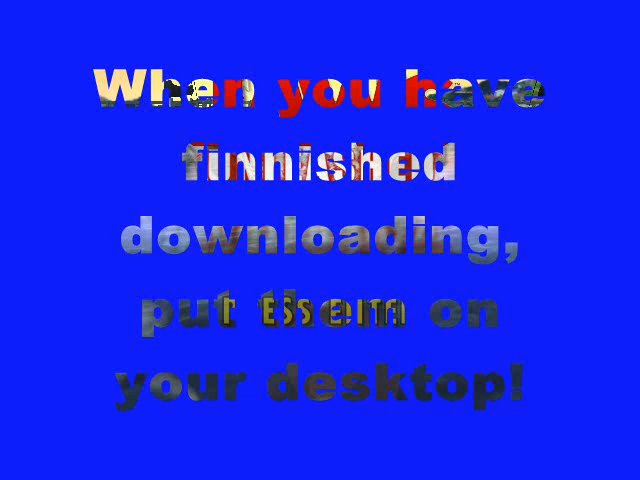 When you have
finnished
downloading,
put them on
your desktop!